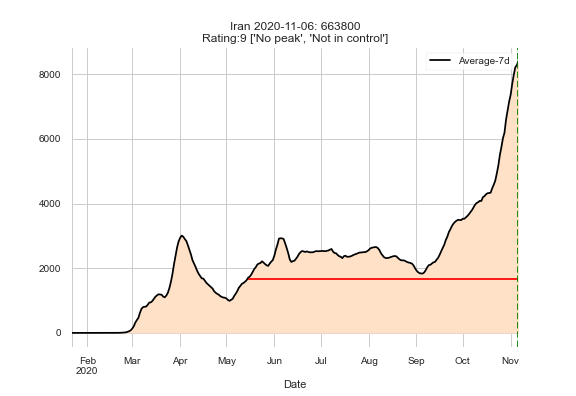 Iran 2020-11-06: 663800
Rating:9 ['No peak', 'Not in control']
Average-7d
8000
6000
4000
2000
0
Feb Mar Apr May Jun Jul Aug Sep Oct Nov
2020
Date